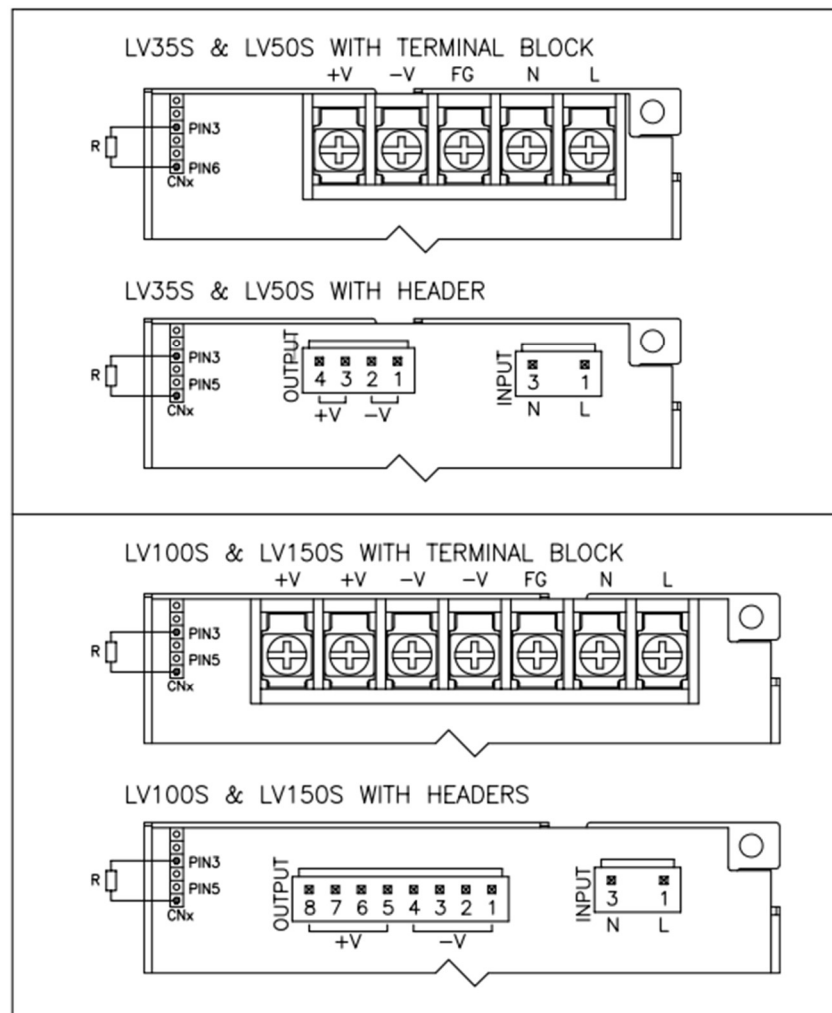 LV35S & LV50S WITH TERMINAL BLOCK
+V -V FG N L
PIN3
R
PIN6
CNx
LV35S & LV50S WITH HEADER
PIN3
R
PIN5
CNx
OUTPUT
4 3 2 1
+V -V
INPUT
3 1
N L
LV100S & LV150S WITH TERMINAL BLOCK
+V +V -V -V FG N L
PIN3
R
PIN5
CNx
LV100S & LV150S WITH HEADERS
PIN3
R
PIN5
CNx
OUTPUT
8 7 6 5 4 3 2 1
+V -V
INPUT
3 1
N L